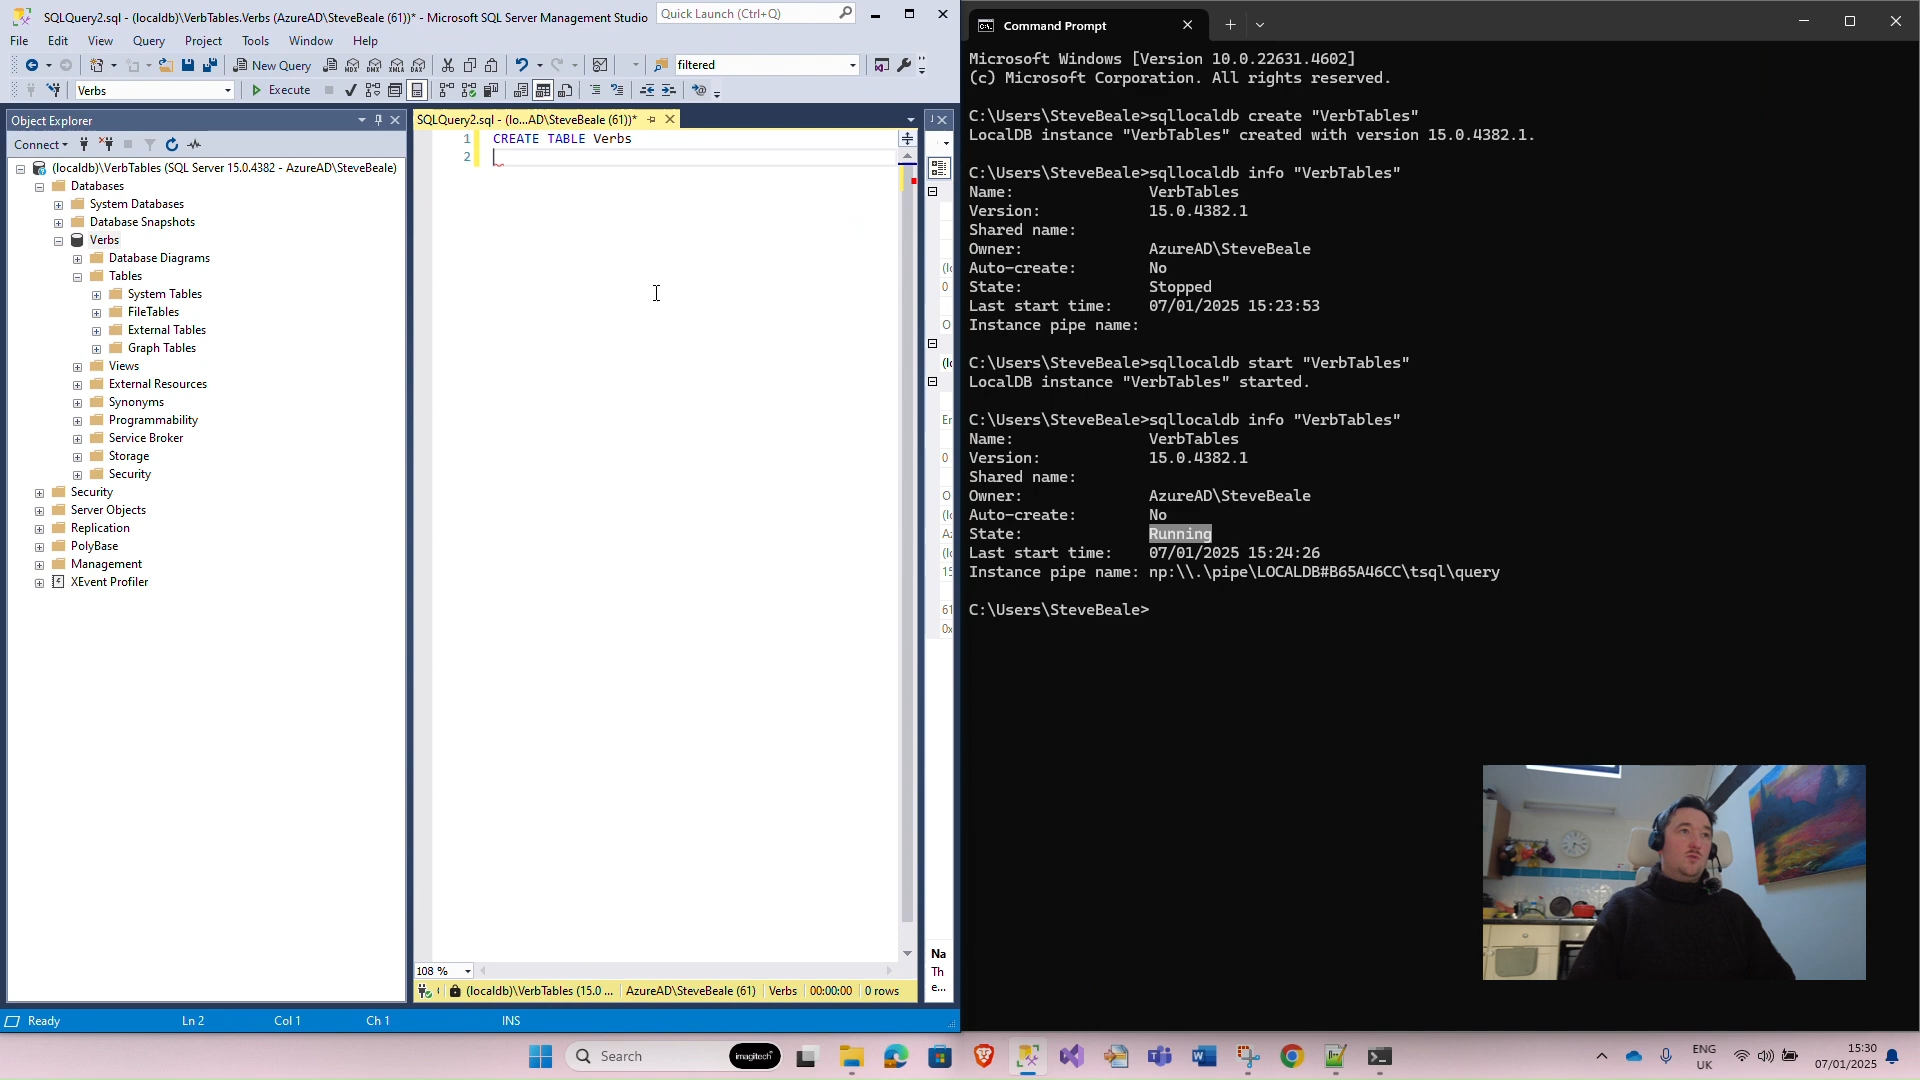 SQLQuery2.sql - (localdb)\VerbTables.Verbs (AzureAD\SteveBeale (61))* - Microsoft SQL Server Management Studio
Quick Launch (Ctrl+Q)
File Edit View Query Project Tools Window Help
New Query
MDX DMX XMLA DAX
filtered
Verbs
Execute
Object Explorer
Connect
(localdb)\VerbTables (SQL Server 15.0.4382 - AzureAD\SteveBeale)
Databases
System Databases
Database Snapshots
Verbs
Database Diagrams
Tables
System Tables
FileTables
External Tables
Graph Tables
Views
External Resources
Synonyms
Programmability
Service Broker
Storage
Security
Security
Server Objects
Replication
PolyBase
Management
XEvent Profiler
SQLQuery2.sql - (lo...AD\SteveBeale (61))*
1 CREATE TABLE Verbs
2
108 %
(localdb)\VerbTables (15.0 ... AzureAD\SteveBeale (61) Verbs 00:00:00 0 rows
Na
Th
e...
Ready Ln 2 Col 1 Ch 1 INS
Command Prompt
Microsoft Windows [Version 10.0.22631.4602]
(c) Microsoft Corporation. All rights reserved.
C:\Users\SteveBeale>sqllocaldb create "VerbTables"
LocalDB instance "VerbTables" created with version 15.0.4382.1.
C:\Users\SteveBeale>sqllocaldb info "VerbTables"
Name: VerbTables
Version: 15.0.4382.1
Shared name:
Owner: AzureAD\SteveBeale
Auto-create: No
State: Stopped
Last start time: 07/01/2025 15:23:53
Instance pipe name:
C:\Users\SteveBeale>sqllocaldb start "VerbTables"
LocalDB instance "VerbTables" started.
C:\Users\SteveBeale>sqllocaldb info "VerbTables"
Name: VerbTables
Version: 15.0.4382.1
Shared name:
Owner: AzureAD\SteveBeale
Auto-create: No
State: Running
Last start time: 07/01/2025 15:24:26
Instance pipe name: np:\\.\pipe\LOCALDB#B65A46CC\tsql\query
C:\Users\SteveBeale>
Search
imagitech
ENG
UK
15:30
07/01/2025